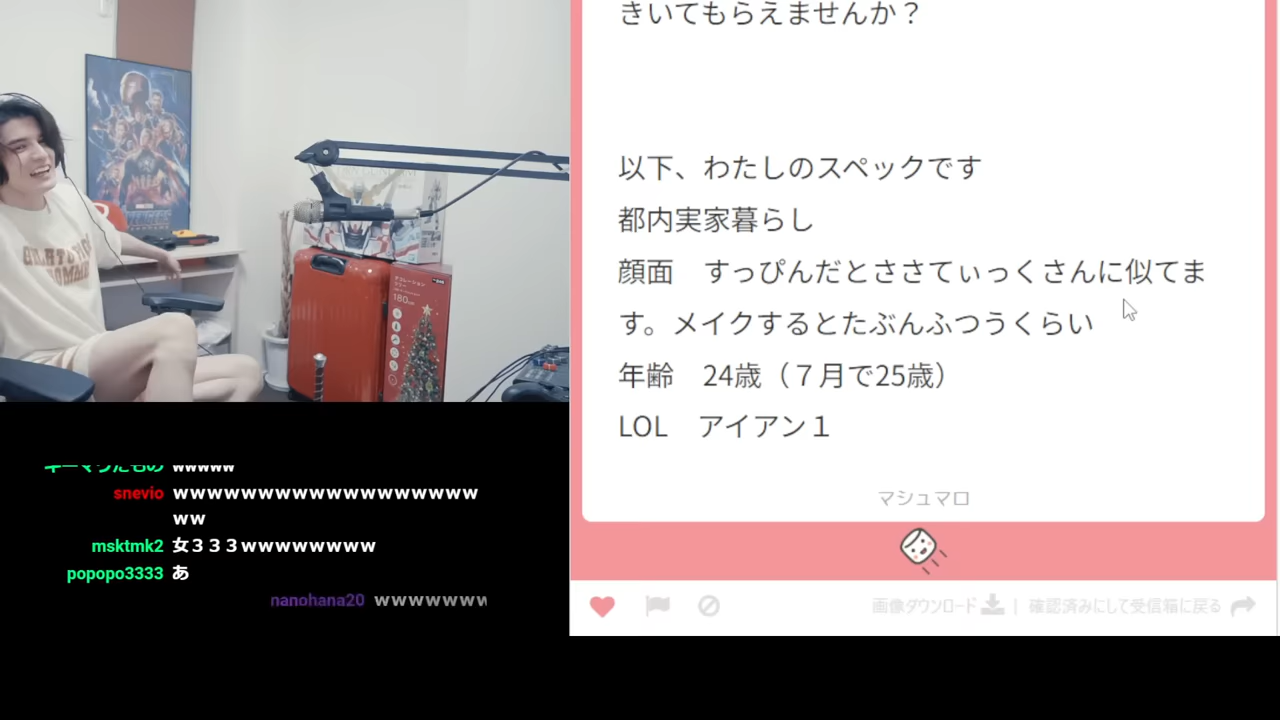 きいてもらえませんか？
以下、わたしのスペックです
都内実家暮らし
顔面　すっぴんだとささてぃっくさんに似てま
す。メイクするとたぶんふつうくらい
年齢　24歳（７月で25歳）
LOL　アイアン１
マシュマロ
画像ダウンロード | 確認済みにして受信箱に戻る
180cm
wwwww
snevio wwwwwwwwwwwwwwwwww
ww
msktmk2 女３３３wwwwwwww
popopo3333 あ
nanohana20 wwwwwww